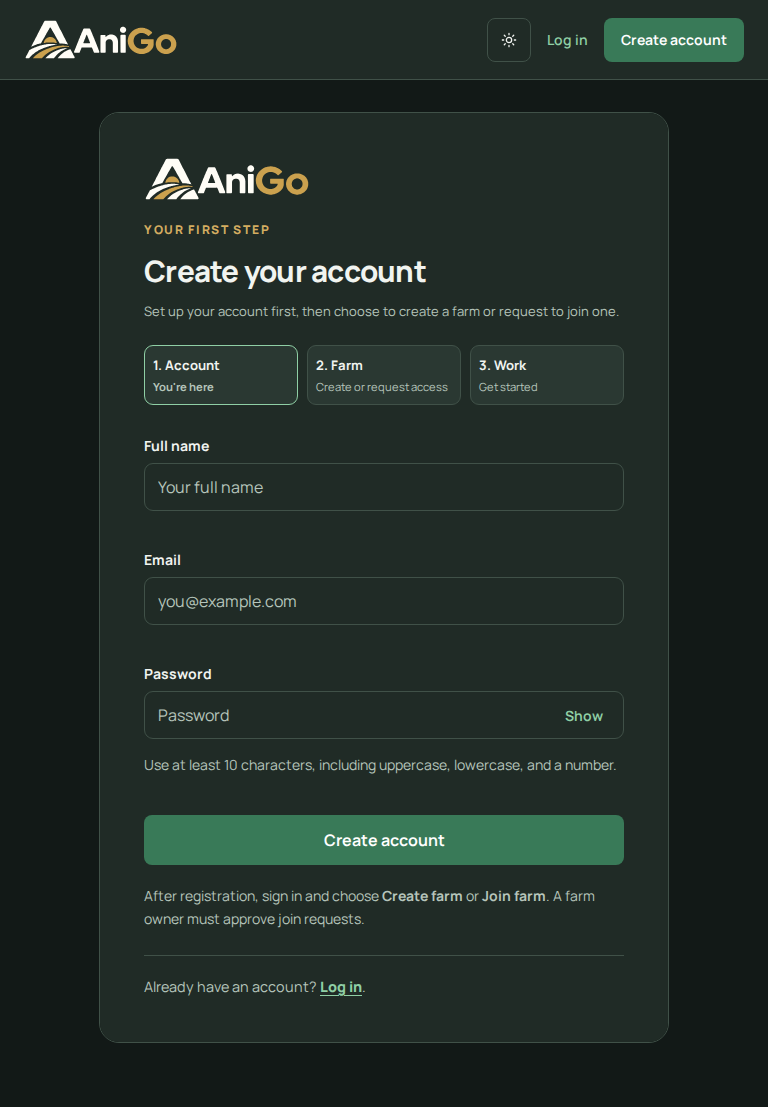 AniGo
Log in
Create account
AniGo
YOUR FIRST STEP
Create your account
Set up your account first, then choose to create a farm or request to join one.
1. Account
You're here
2. Farm
Create or request access
3. Work
Get started
Full name
Your full name
Email
you@example.com
Password
Password
Show
Use at least 10 characters, including uppercase, lowercase, and a number.
Create account
After registration, sign in and choose Create farm or Join farm. A farm
owner must approve join requests.
Already have an account? Log in.